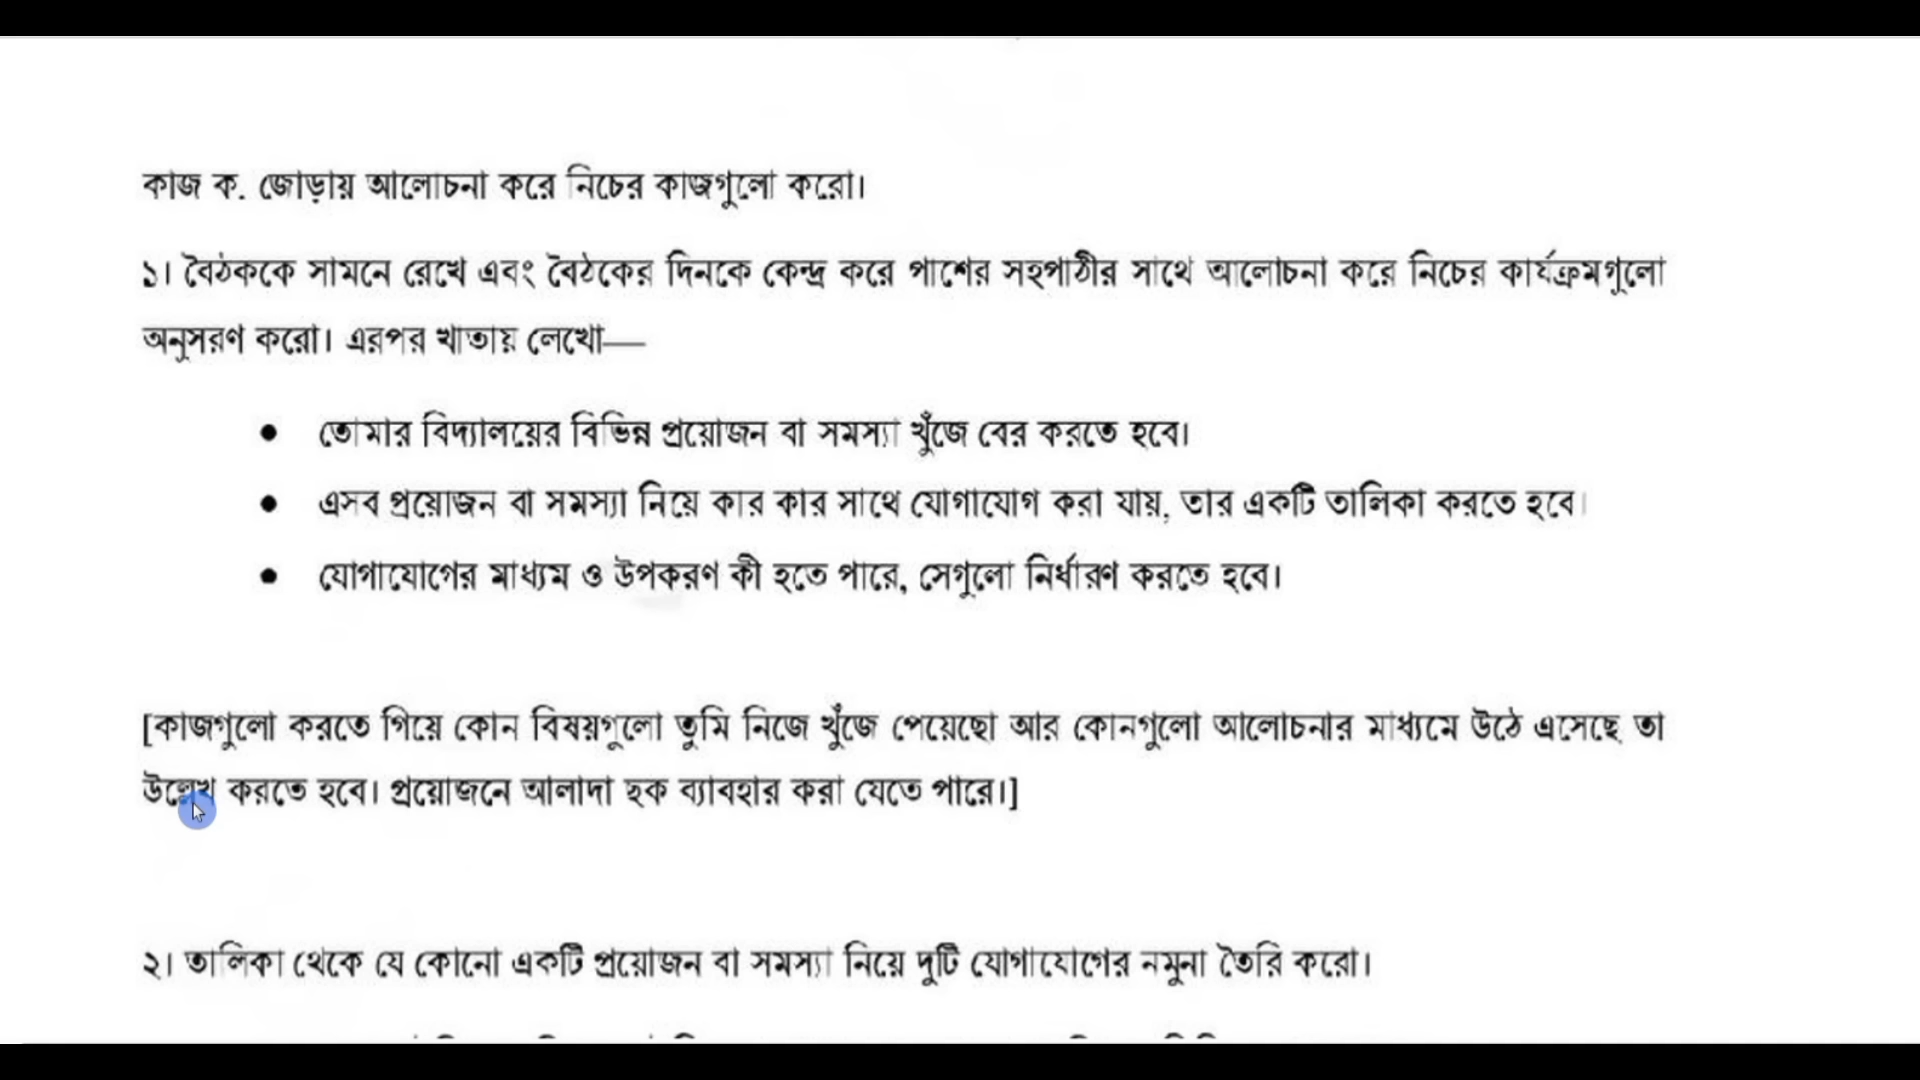 কাজ ক. জোড়ায় আলোচনা করে নিচের কাজগুলো করো।
১। বৈঠককে সামনে রেখে এবং বৈঠকের দিনকে কেন্দ্র করে পাশের সহপাঠীর সাথে আলোচনা করে নিচের কার্যক্রমগুলো
অনুসরণ করো। এরপর খাতায় লেখো—
• তোমার বিদ্যালয়ের বিভিন্ন প্রয়োজন বা সমস্যা খুঁজে বের করতে হবে।
• এসব প্রয়োজন বা সমস্যা নিয়ে কার কার সাথে যোগাযোগ করা যায়, তার একটি তালিকা করতে হবে।
• যোগাযোগের মাধ্যম ও উপকরণ কী হতে পারে, সেগুলো নির্ধারণ করতে হবে।
[কাজগুলো করতে গিয়ে কোন বিষয়গুলো তুমি নিজে খুঁজে পেয়েছো আর কোনগুলো আলোচনার মাধ্যমে উঠে এসেছে তা
উল্লেখ করতে হবে। প্রয়োজনে আলাদা ছক ব্যাবহার করা যেতে পারে।]
২। তালিকা থেকে যে কোনো একটি প্রয়োজন বা সমস্যা নিয়ে দুটি যোগাযোগের নমুনা তৈরি করো।